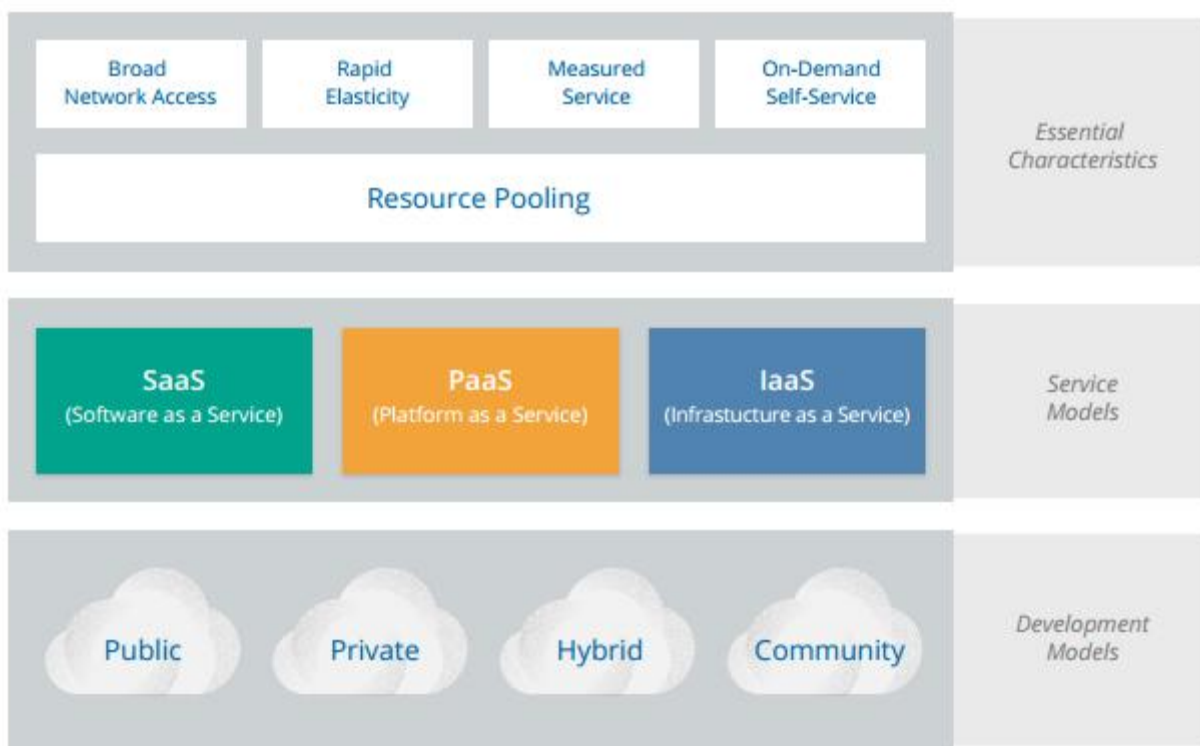 Broad
Network Access
Rapid
Elasticity
Measured
Service
On-Demand
Self-Service
Resource Pooling
Essential
Characteristics
SaaS
(Software as a Service)
PaaS
(Platform as a Service)
IaaS
(Infrastucture as a Service)
Service
Models
Public
Private
Hybrid
Community
Development
Models